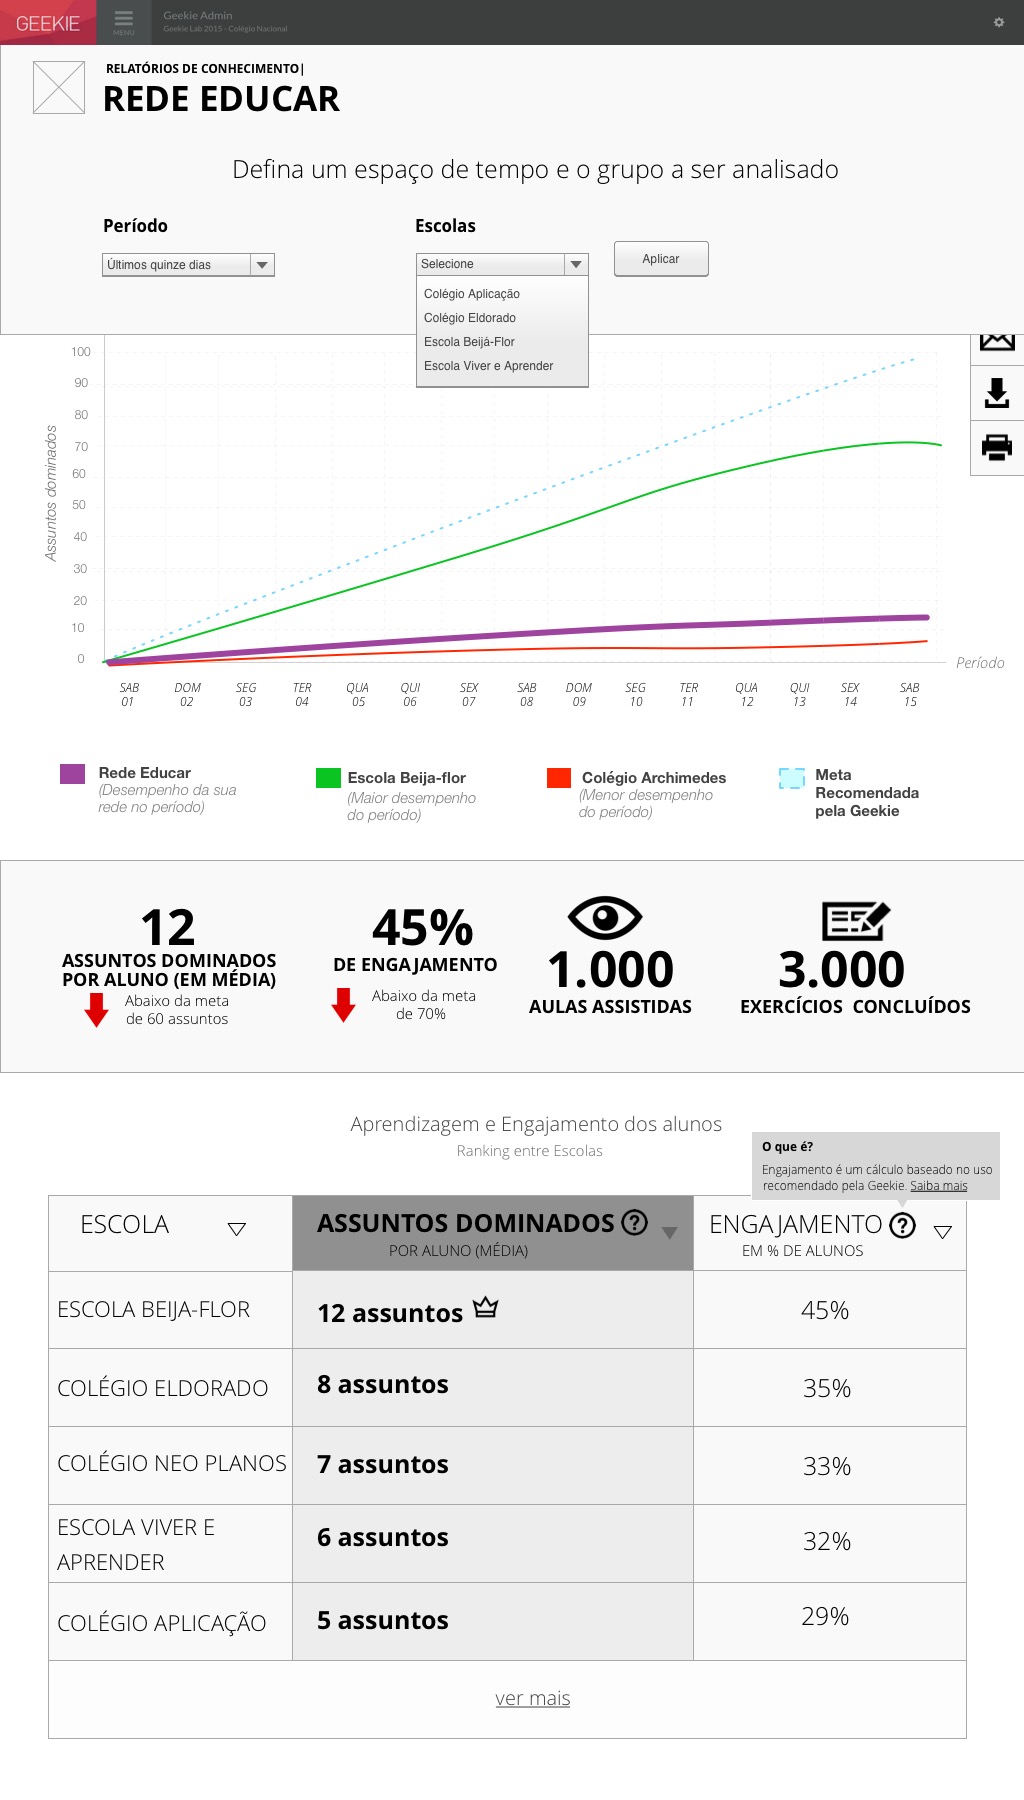 GEEKIE
MENU
Geekie Admin
Geekie Lab 2015 - Colégio Nacional
RELATÓRIOS DE CONHECIMENTO|
REDE EDUCAR
Defina um espaço de tempo e o grupo a ser analisado
Período
Escolas
Últimos quinze dias
Selecione
Aplicar
Colégio Aplicação
Colégio Eldorado
Escola Beijá-Flor
Escola Viver e Aprender
Assuntos dominados
100
90
80
70
60
50
40
30
20
10
0
Período
SAB DOM SEG TER QUA QUI SEX SAB DOM SEG TER QUA QUI SEX SAB
01 02 03 04 05 06 07 08 09 10 11 12 13 14 15
Rede Educar
(Desempenho da sua
rede no período)
Escola Beija-flor
(Maior desempenho
do período)
Colégio Archimedes
(Menor desempenho
do período)
Meta
Recomendada
pela Geekie
12
ASSUNTOS DOMINADOS
POR ALUNO (EM MÉDIA)
Abaixo da meta
de 60 assuntos
45%
DE ENGAJAMENTO
Abaixo da meta
de 70%
1.000
AULAS ASSISTIDAS
3.000
EXERCÍCIOS CONCLUÍDOS
Aprendizagem e Engajamento dos alunos
Ranking entre Escolas
O que é?
Engajamento é um cálculo baseado no uso
recomendado pela Geekie. Saiba mais
ESCOLA
ASSUNTOS DOMINADOS ?
POR ALUNO (MÉDIA)
ENGAJAMENTO ?
EM % DE ALUNOS
ESCOLA BEIJA-FLOR
12 assuntos
45%
COLÉGIO ELDORADO
8 assuntos
35%
COLÉGIO NEO PLANOS
7 assuntos
33%
ESCOLA VIVER E
APRENDER
6 assuntos
32%
COLÉGIO APLICAÇÃO
5 assuntos
29%
ver mais